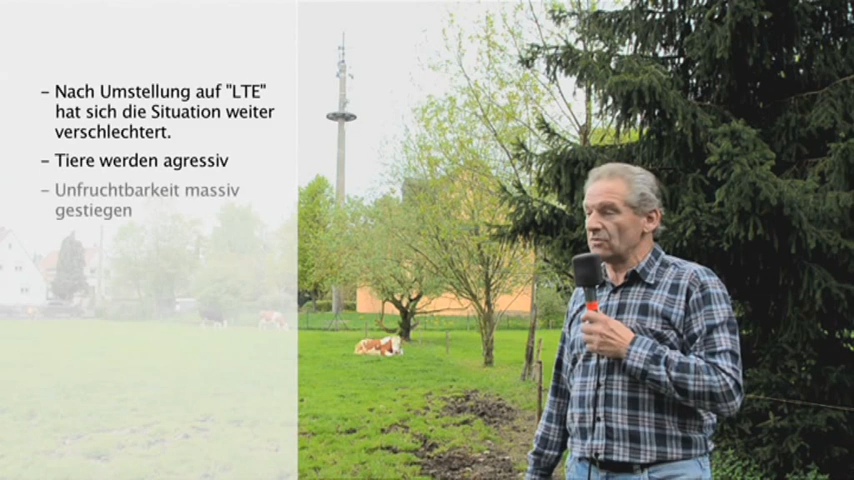 - Nach Umstellung auf "LTE"
hat sich die Situation weiter
verschlechtert.
- Tiere werden agressiv
- Unfruchtbarkeit massiv
gestiegen